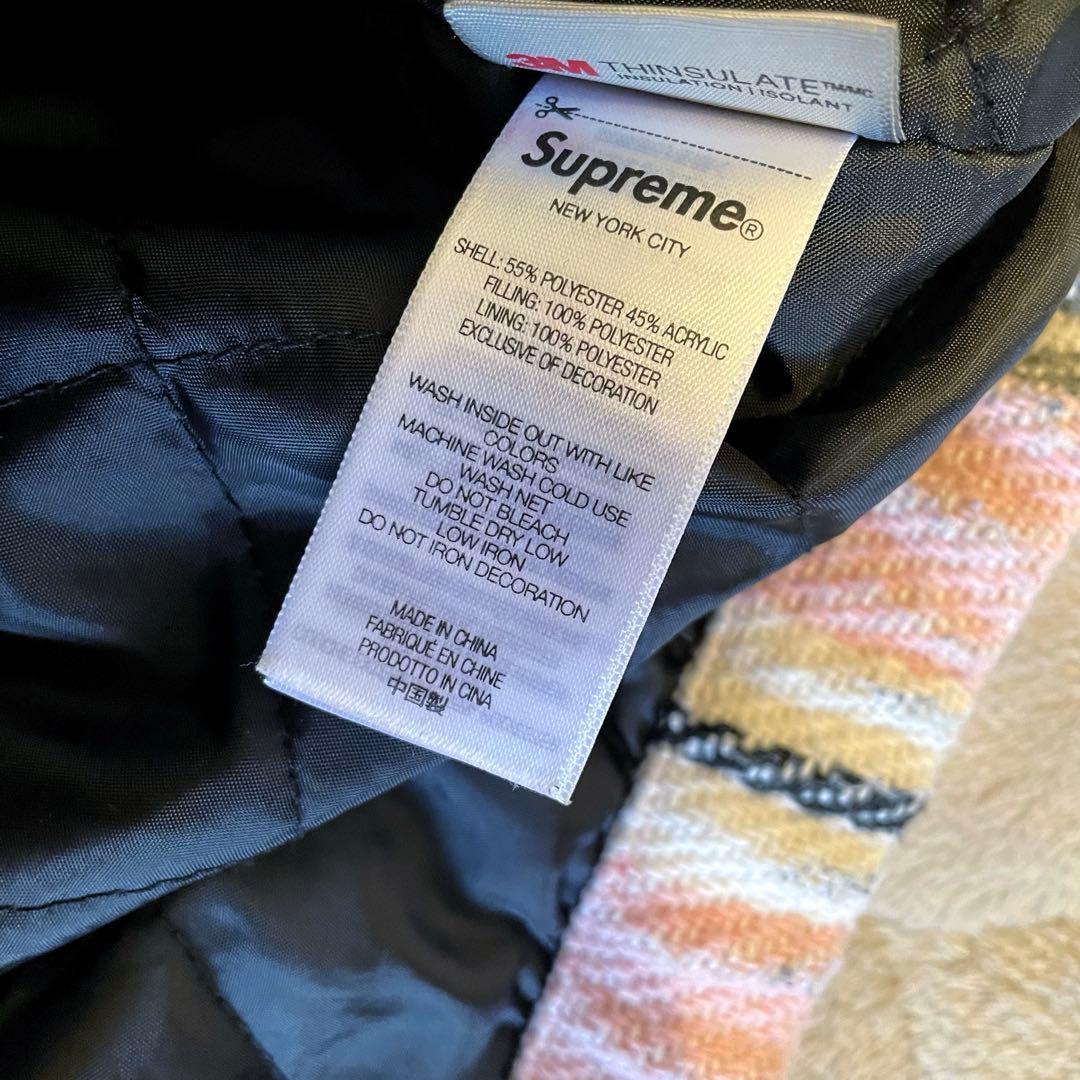 3M THINSULATE™/MC
INSULATION | ISOLANT
Supreme®
NEW YORK CITY
SHELL: 55% POLYESTER 45% ACRYLIC
FILLING: 100% POLYESTER
LINING: 100% POLYESTER
EXCLUSIVE OF DECORATION
WASH INSIDE OUT WITH LIKE
COLORS
MACHINE WASH COLD USE
WASH NET
DO NOT BLEACH
TUMBLE DRY LOW
LOW IRON
DO NOT IRON DECORATION
MADE IN CHINA
FABRIQUÉ EN CHINE
PRODOTTO IN CINA
中国製